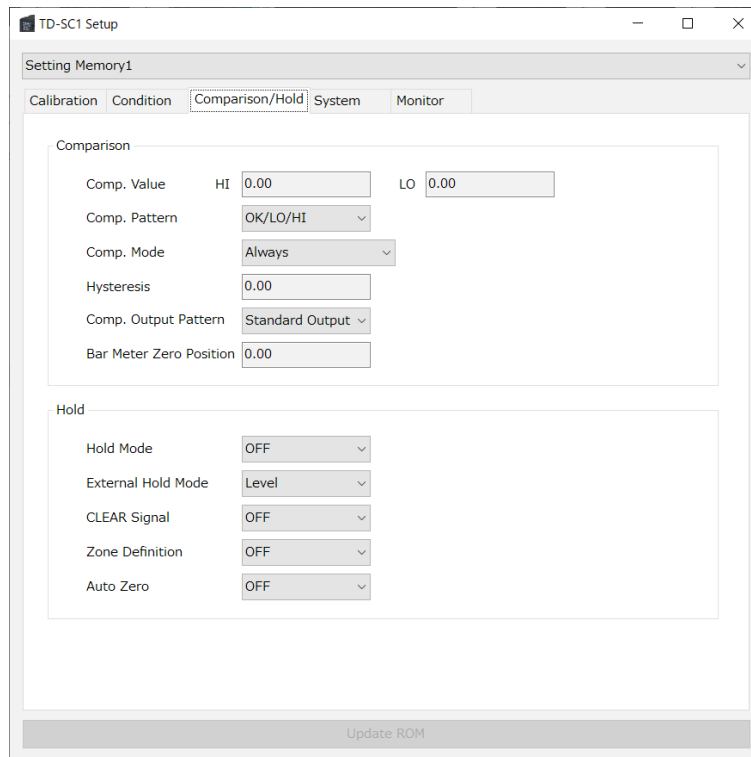 TD-SC1 Setup
Setting Memory1
Calibration Condition Comparison/Hold System Monitor
Comparison
Comp. Value HI 0.00 LO 0.00
Comp. Pattern OK/LO/HI
Comp. Mode Always
Hysteresis 0.00
Comp. Output Pattern Standard Output
Bar Meter Zero Position 0.00
Hold
Hold Mode OFF
External Hold Mode Level
CLEAR Signal OFF
Zone Definition OFF
Auto Zero OFF
Update ROM